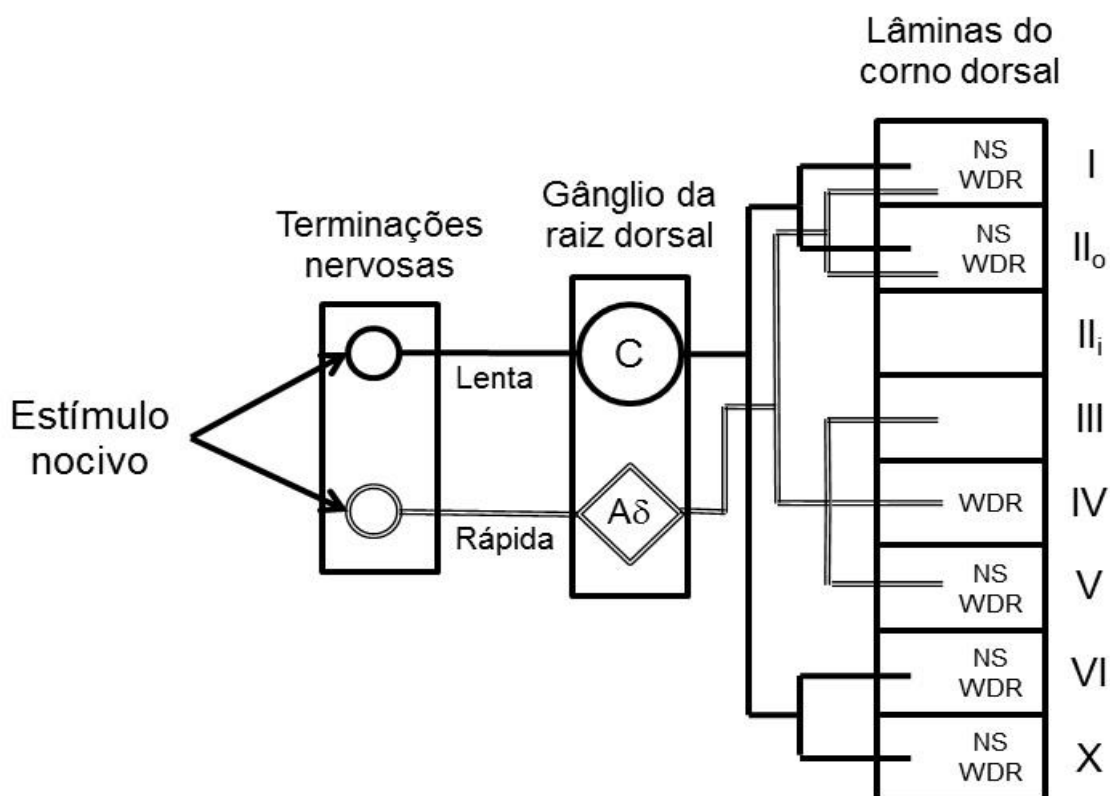 Lâminas do
corno dorsal
Gânglio da
raiz dorsal
Terminações
nervosas
Estímulo
nocivo
Lenta
Rápida
C
Aδ
NS
WDR
I
NS
WDR
IIo
IIi
III
WDR
IV
NS
WDR
V
NS
WDR
VI
NS
WDR
X